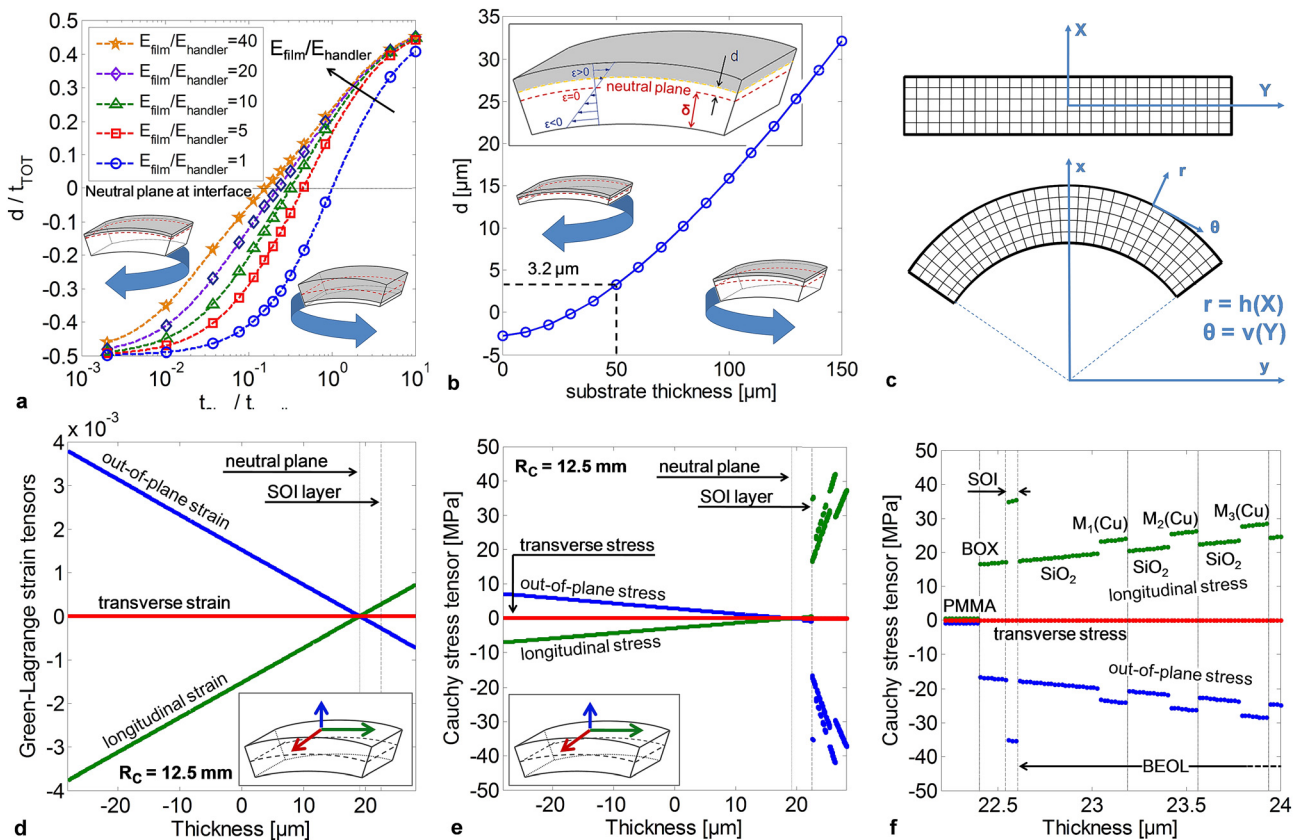 0.5
0.4
0.3
0.2
0.1
0
-0.1
-0.2
-0.3
-0.4
-0.5
d / t_TOT
E_film/E_handler=40
E_film/E_handler=20
E_film/E_handler=10
E_film/E_handler=5
E_film/E_handler=1
E_film/E_handler
Neutral plane at interface
10^-3 10^-2 10^-1 10^0 10^1
a
35
30
25
20
15
10
5
0
-5
d [µm]
ε>0
ε=0
ε<0
neutral plane
d
δ
3.2 µm
0 50 100 150
substrate thickness [µm]
b
X
Y
x
r
θ
r = h(X)
θ = v(Y)
y
c
× 10^-3
4
3
2
1
0
-1
-2
-3
-4
Green-Lagrange strain tensors
out-of-plane strain
neutral plane
SOI layer
transverse strain
longitudinal strain
R_C = 12.5 mm
-20 -10 0 10 20
Thickness [µm]
d
50
40
30
20
10
0
-10
-20
-30
-40
-50
Cauchy stress tensor [MPa]
R_C = 12.5 mm
neutral plane
SOI layer
transverse stress
out-of-plane stress
longitudinal stress
-20 -10 0 10 20
Thickness [µm]
e
50
40
30
20
10
0
-10
-20
-30
-40
-50
Cauchy stress tensor [MPa]
SOI
BOX
M1(Cu)
M2(Cu)
M3(Cu)
SiO2
SiO2
SiO2
longitudinal stress
PMMA
transverse stress
out-of-plane stress
BEOL
22.5 23 23.5 24
Thickness [µm]
f